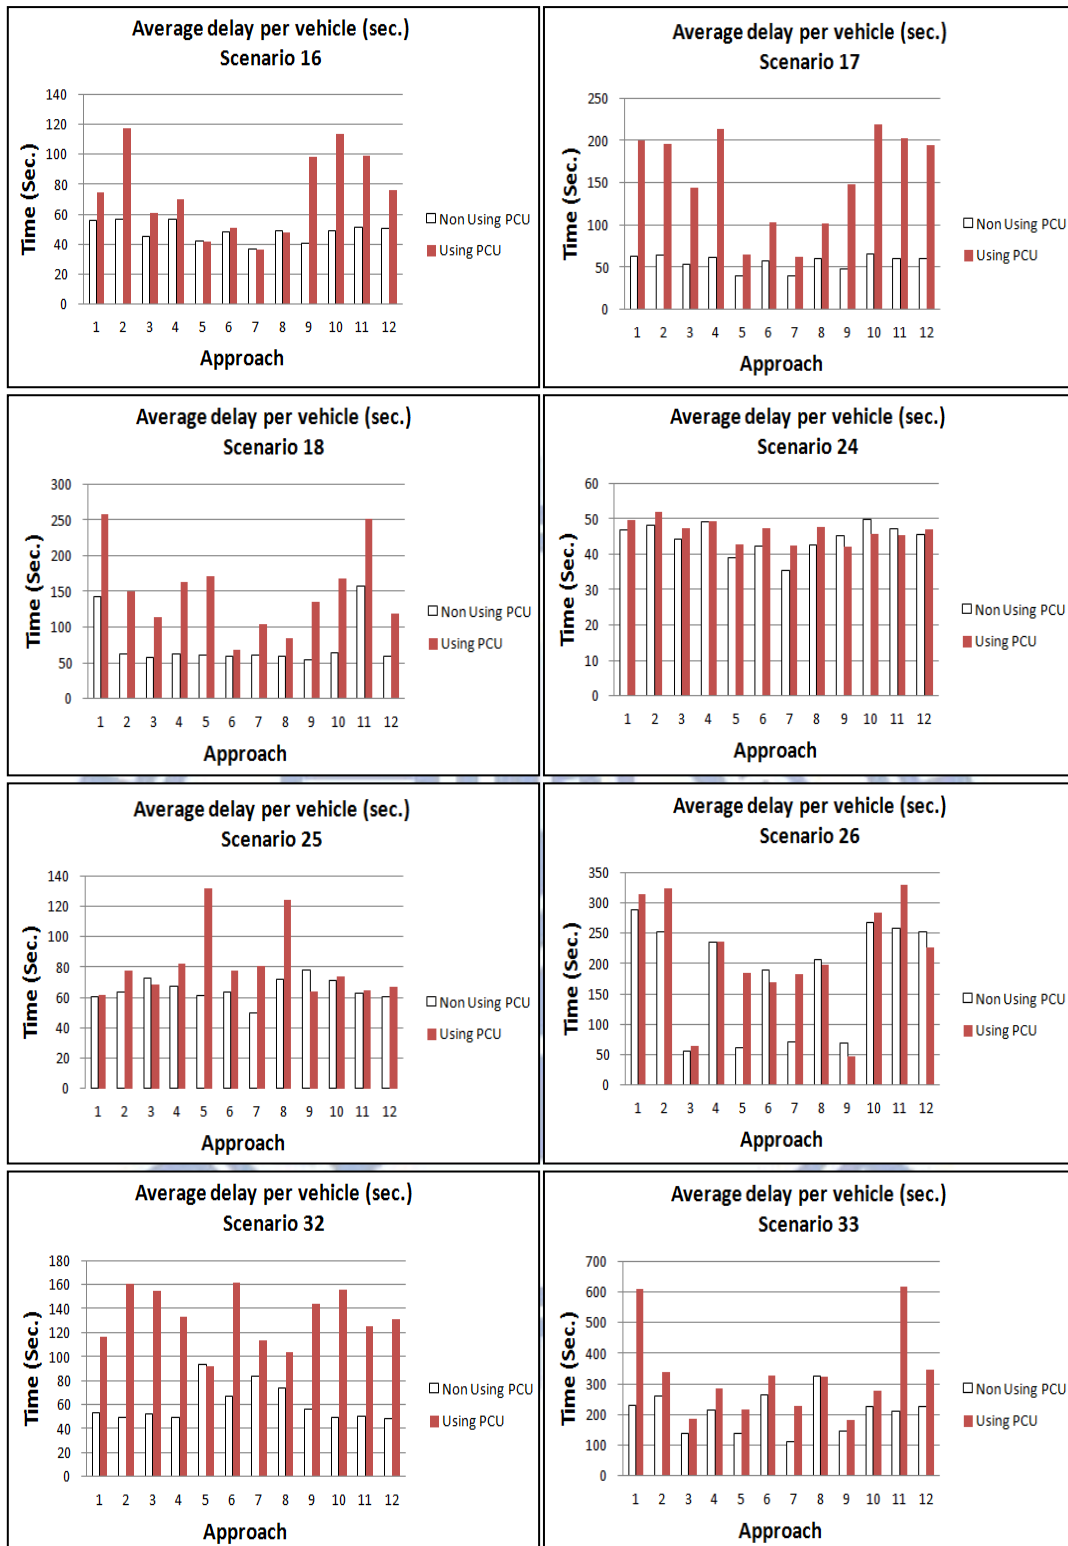 Average delay per vehicle (sec.)
Scenario 16
140
120
100
80
60
40
20
0
Time (Sec.)
1 2 3 4 5 6 7 8 9 10 11 12
Approach
Non Using PCU
Using PCU
Average delay per vehicle (sec.)
Scenario 17
250
200
150
100
50
0
Time (Sec.)
1 2 3 4 5 6 7 8 9 10 11 12
Approach
Non Using PCU
Using PCU
Average delay per vehicle (sec.)
Scenario 18
300
250
200
150
100
50
0
Time (Sec.)
1 2 3 4 5 6 7 8 9 10 11 12
Approach
Non Using PCU
Using PCU
Average delay per vehicle (sec.)
Scenario 24
60
50
40
30
20
10
0
Time (Sec.)
1 2 3 4 5 6 7 8 9 10 11 12
Approach
Non Using PCU
Using PCU
Average delay per vehicle (sec.)
Scenario 25
140
120
100
80
60
40
20
0
Time (Sec.)
1 2 3 4 5 6 7 8 9 10 11 12
Approach
Non Using PCU
Using PCU
Average delay per vehicle (sec.)
Scenario 26
350
300
250
200
150
100
50
0
Time (Sec.)
1 2 3 4 5 6 7 8 9 10 11 12
Approach
Non Using PCU
Using PCU
Average delay per vehicle (sec.)
Scenario 32
180
160
140
120
100
80
60
40
20
0
Time (Sec.)
1 2 3 4 5 6 7 8 9 10 11 12
Approach
Non Using PCU
Using PCU
Average delay per vehicle (sec.)
Scenario 33
700
600
500
400
300
200
100
0
Time (Sec.)
1 2 3 4 5 6 7 8 9 10 11 12
Approach
Non Using PCU
Using PCU